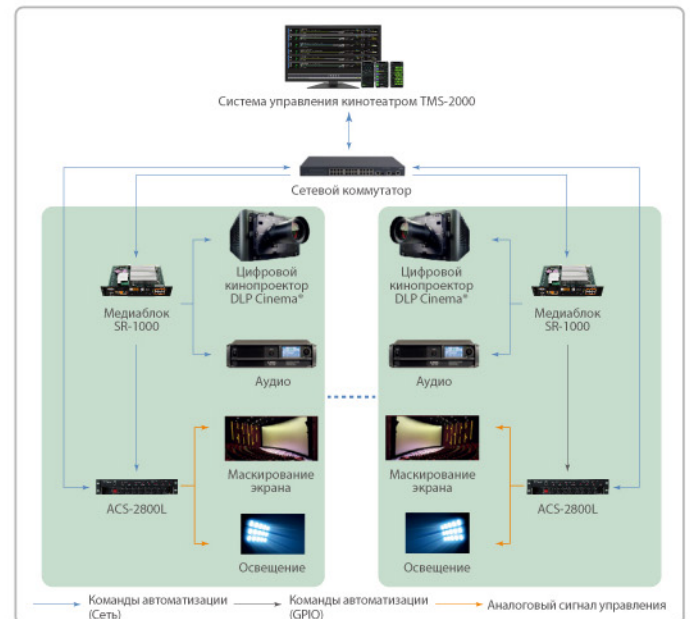 Система управления кинотеатром TMS-2000
Сетевой коммутатор
Цифровой
кинопроектор
DLP Cinema®
Медиаблок
SR-1000
Аудио
Маскирование
экрана
ACS-2800L
Освещение
Цифровой
кинопроектор
DLP Cinema®
Медиаблок
SR-1000
Аудио
Маскирование
экрана
ACS-2800L
Освещение
Команды автоматизации
(Сеть)
Команды автоматизации
(GPIO)
Аналоговый сигнал управления